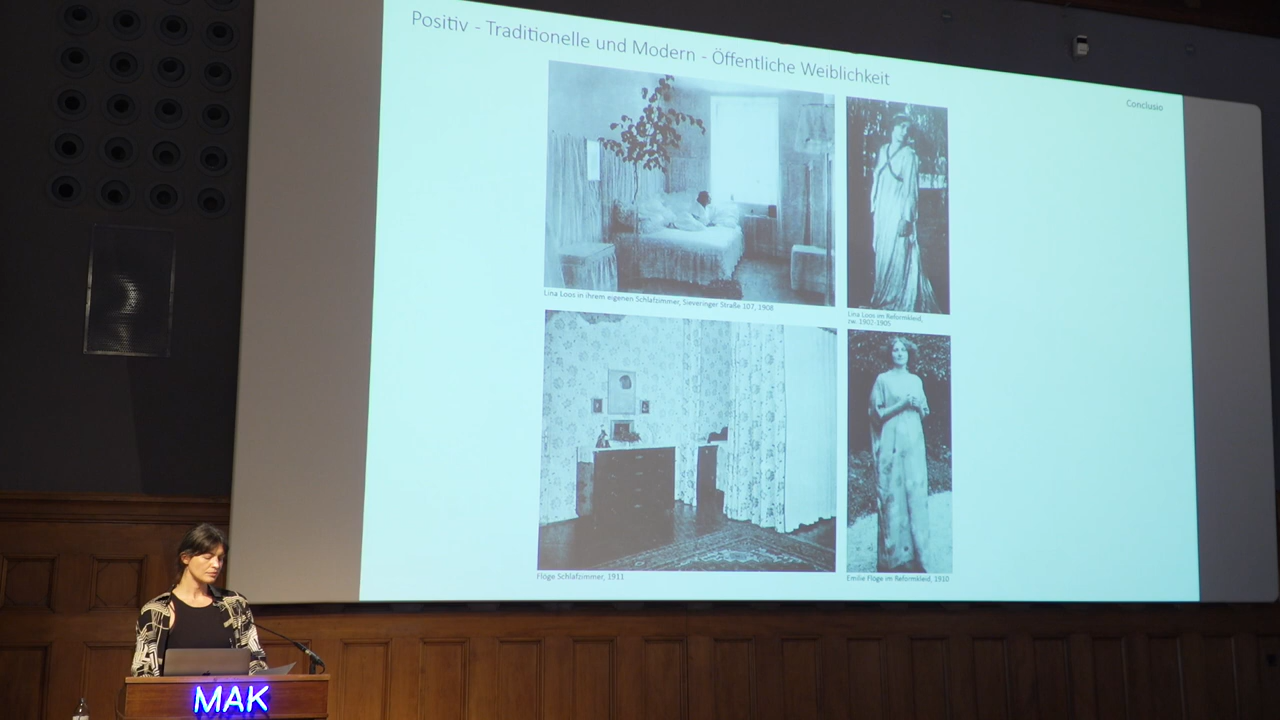 Positiv - Traditionelle und Modern - Öffentliche Weiblichkeit
Conclusio
Lina Loos in ihrem eigenen Schlafzimmer, Sieveringer Straße 107, 1908
Lina Loos im Reformkleid,
zw. 1902-1905
Flöge Schlafzimmer, 1911
Emilie Flöge im Reformkleid, 1910
MAK